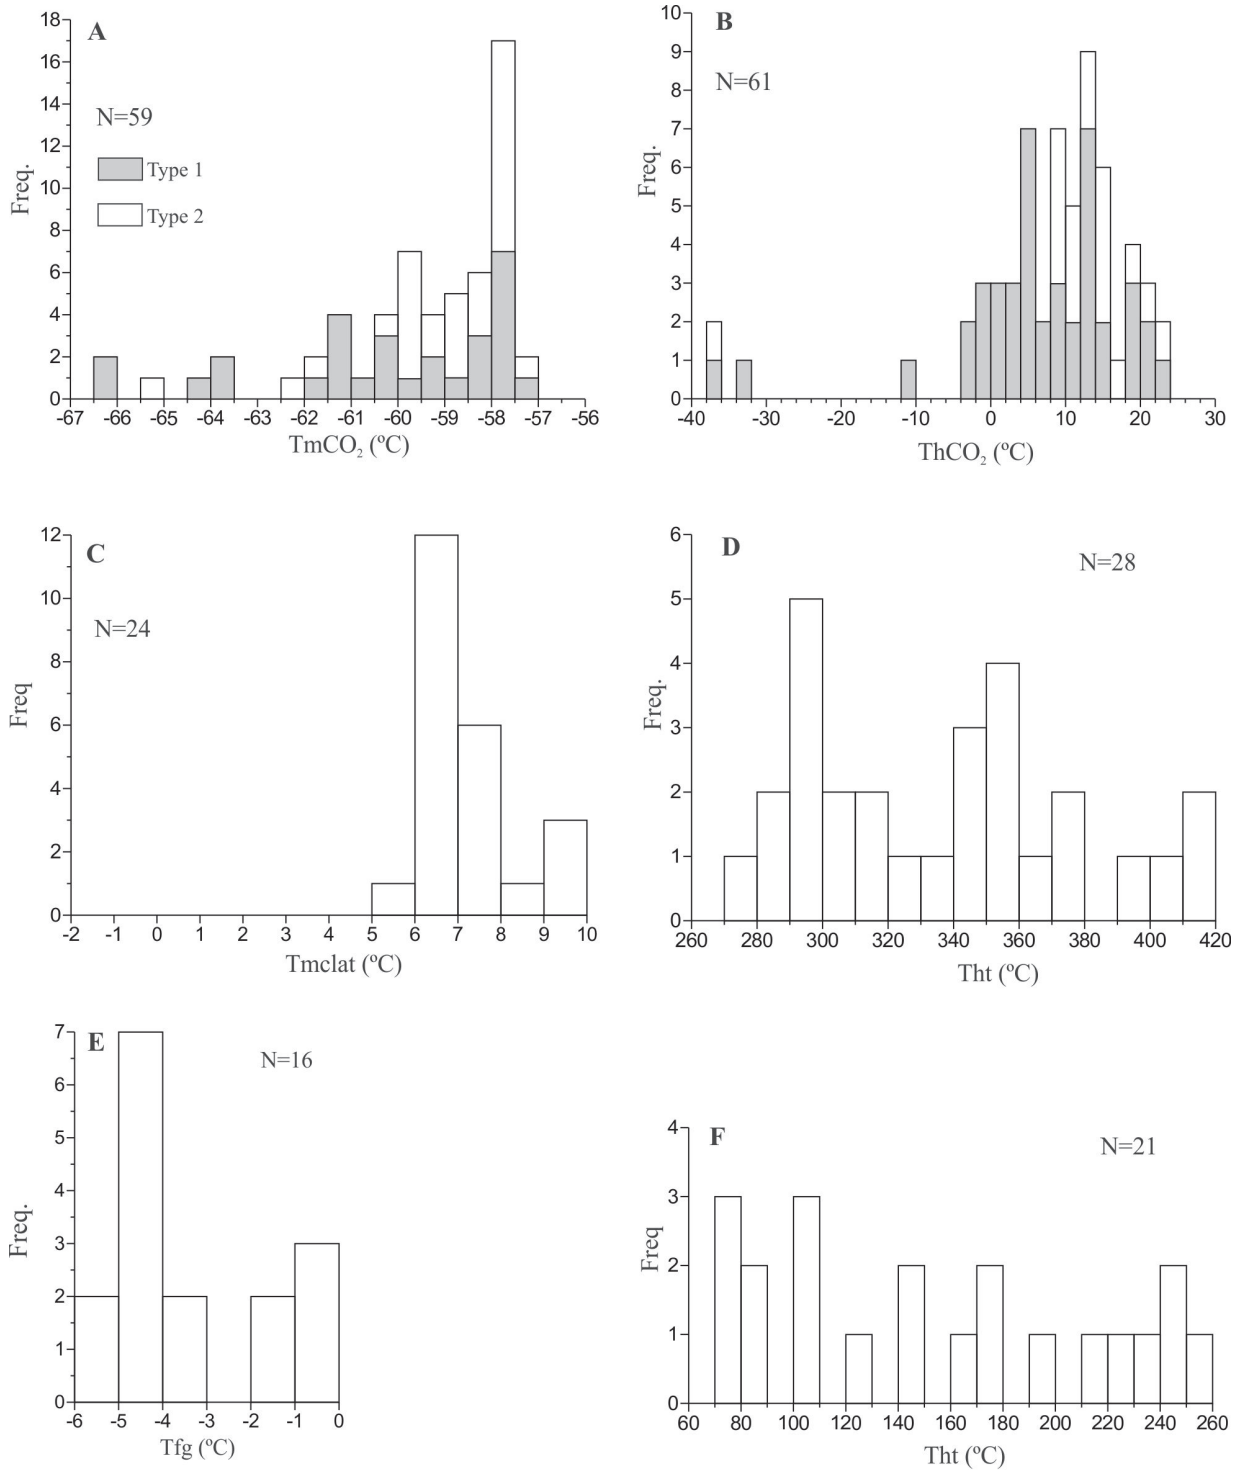 A
N=59
Type 1
Type 2
Freq.
18
16
14
12
10
8
6
4
2
0
-67 -66 -65 -64 -63 -62 -61 -60 -59 -58 -57 -56
TmCO₂ (ºC)
B
N=61
Freq.
10
9
8
7
6
5
4
3
2
1
0
-40 -30 -20 -10 0 10 20 30
ThCO₂ (ºC)
C
N=24
Freq
12
10
8
6
4
2
0
-2 -1 0 1 2 3 4 5 6 7 8 9 10
Tmclat (ºC)
D
N=28
Freq.
6
5
4
3
2
1
0
260 280 300 320 340 360 380 400 420
Tht (ºC)
E
N=16
Freq.
7
6
5
4
3
2
1
0
-6 -5 -4 -3 -2 -1 0
Tfg (ºC)
F
N=21
Freq
4
3
2
1
0
60 80 100 120 140 160 180 200 220 240 260
Tht (ºC)